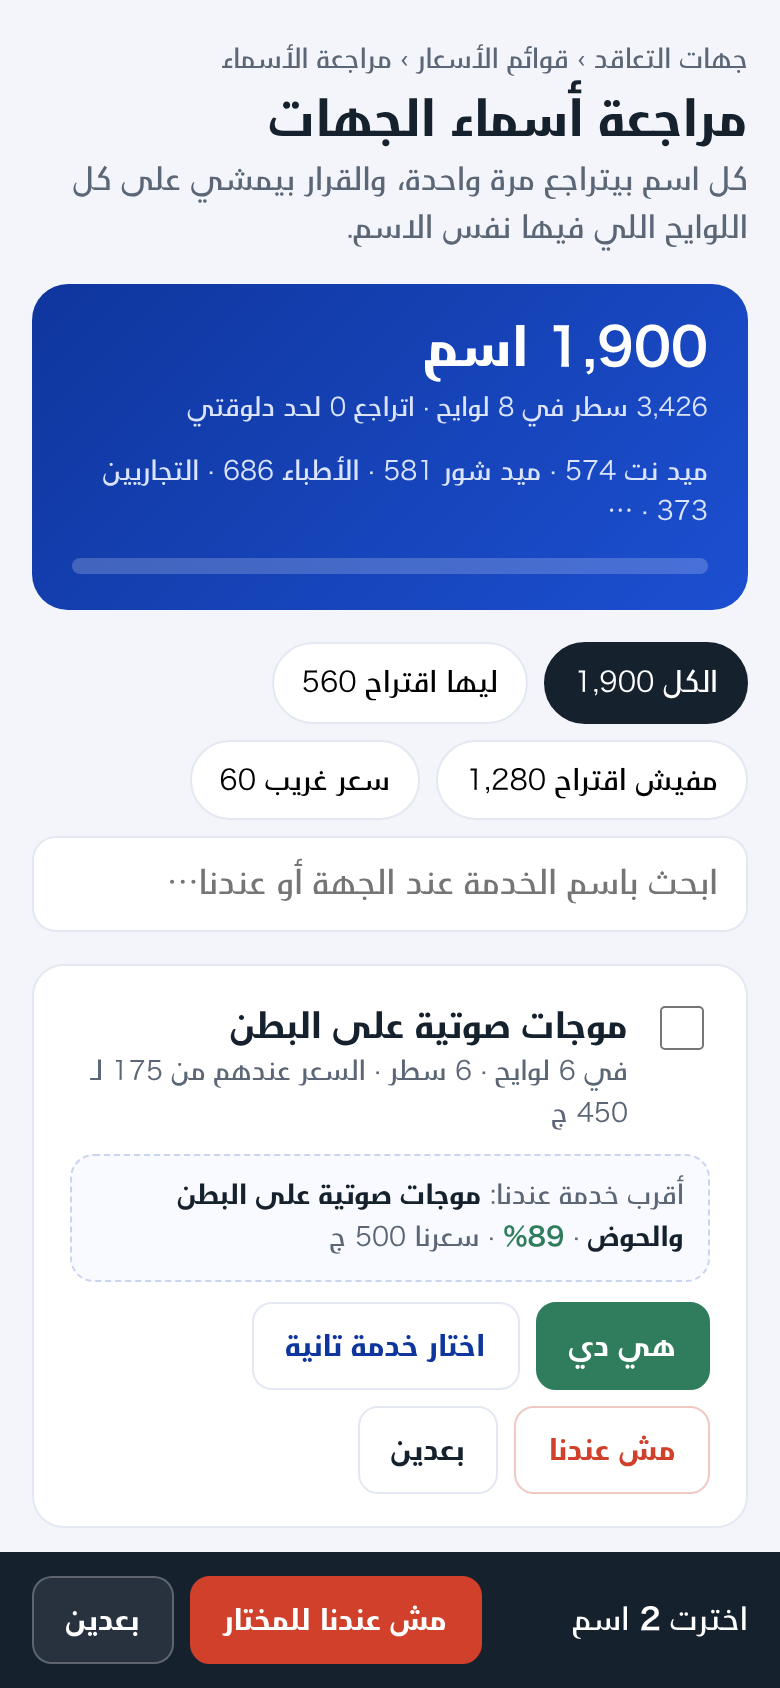 جهات التعاقد › قوائم الأسعار › مراجعة الأسماء
مراجعة أسماء الجهات
كل اسم بيتراجع مرة واحدة، والقرار بيمشي على كل
اللوايح اللي فيها نفس الاسم.
1,900 اسم
3,426 سطر في 8 لوايح · اتراجع 0 لحد دلوقتي
ميد نت 574 · ميد شور 581 · الأطباء 686 · التجاريين
373 · …
الكل 1,900
ليها اقتراح 560
مفيش اقتراح 1,280
سعر غريب 60
ابحث باسم الخدمة عند الجهة أو عندنا…
موجات صوتية على البطن
في 6 لوايح · 6 سطر · السعر عندهم من 175 لـ
450 ج
أقرب خدمة عندنا: موجات صوتية على البطن
والحوض · 89% · سعرنا 500 ج
هي دي
اختار خدمة تانية
مش عندنا
بعدين
اخترت 2 اسم
مش عندنا للمختار
بعدين